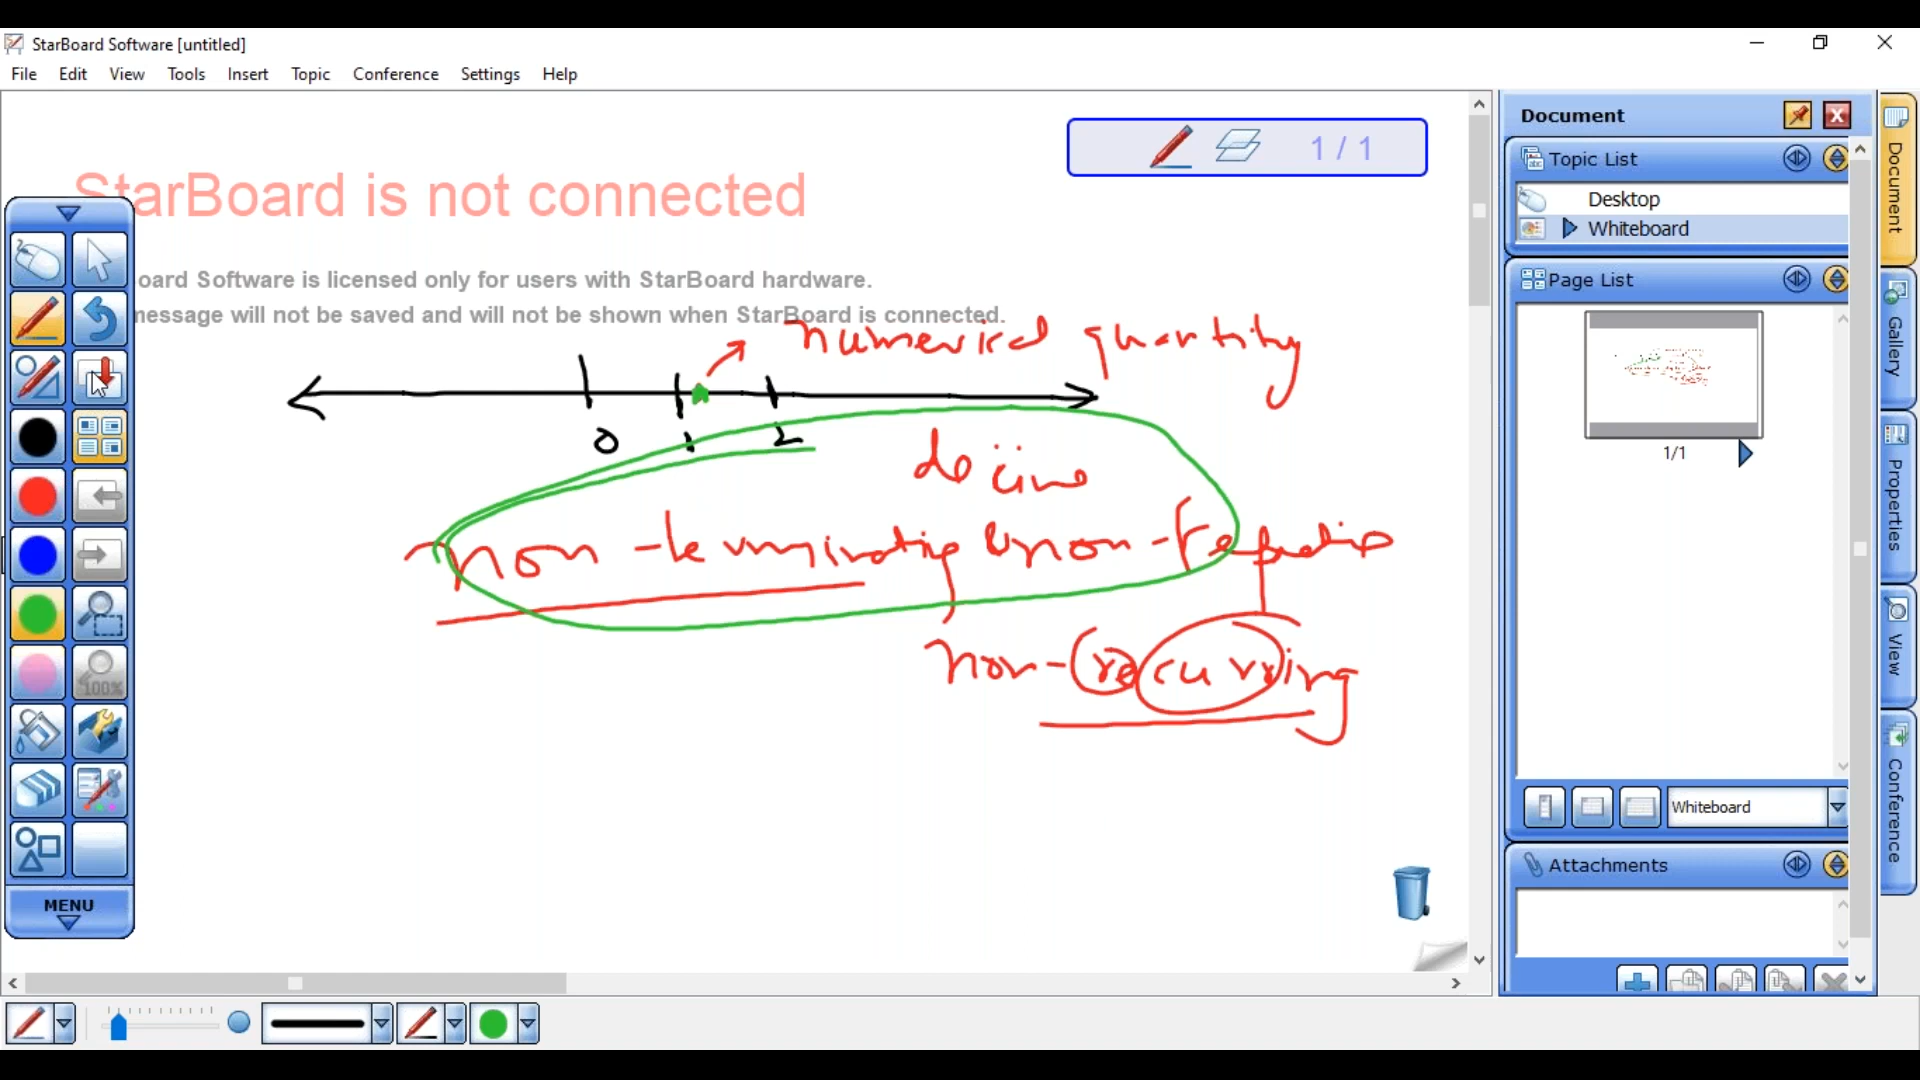 StarBoard Software [untitled]
File Edit View Tools Insert Topic Conference Settings Help
StarBoard is not connected
oard Software is licensed only for users with StarBoard hardware.
message will not be saved and will not be shown when StarBoard is connected.
1 / 1
numerical quantity
0 1 2
non-terminating & non-
non-recurring
100%
MENU
Document
Topic List
Desktop
Whiteboard
Page List
1/1
Whiteboard
Attachments
Document
Gallery
Properties
View
Conference